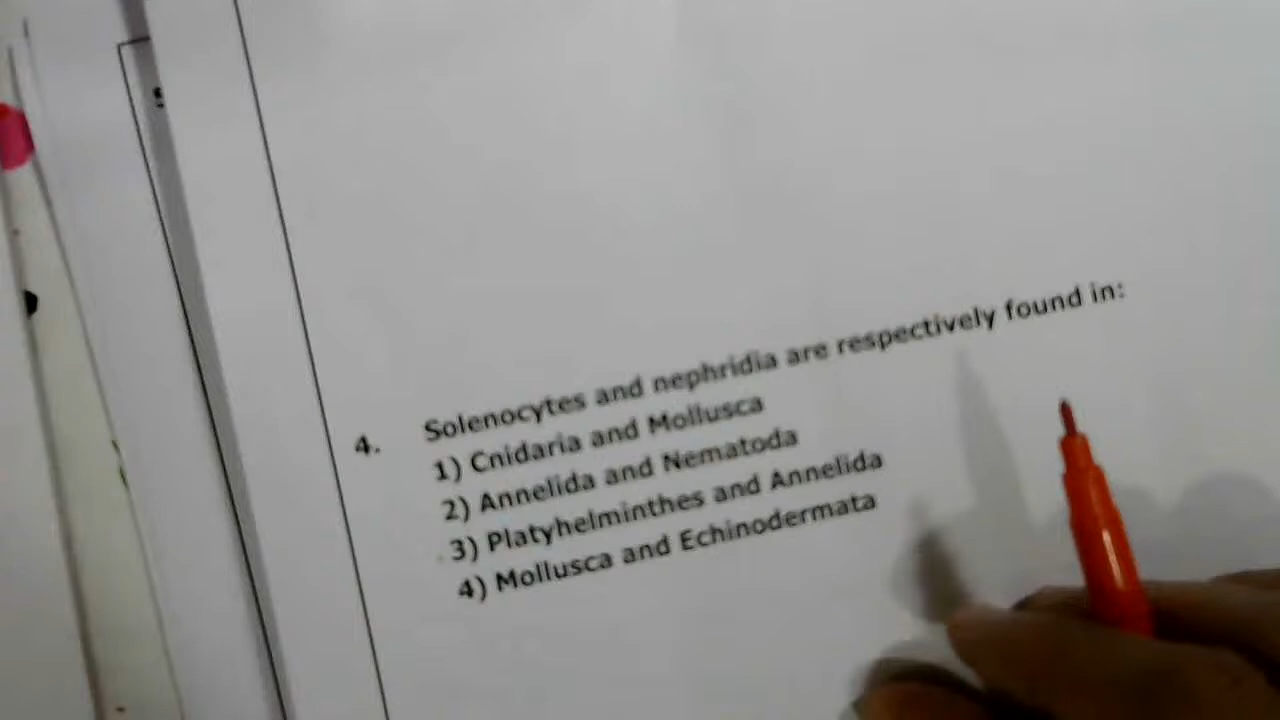 4. Solenocytes and nephridia are respectively found in:
1) Cnidaria and Mollusca
2) Annelida and Nematoda
3) Platyhelminthes and Annelida
4) Mollusca and Echinodermata